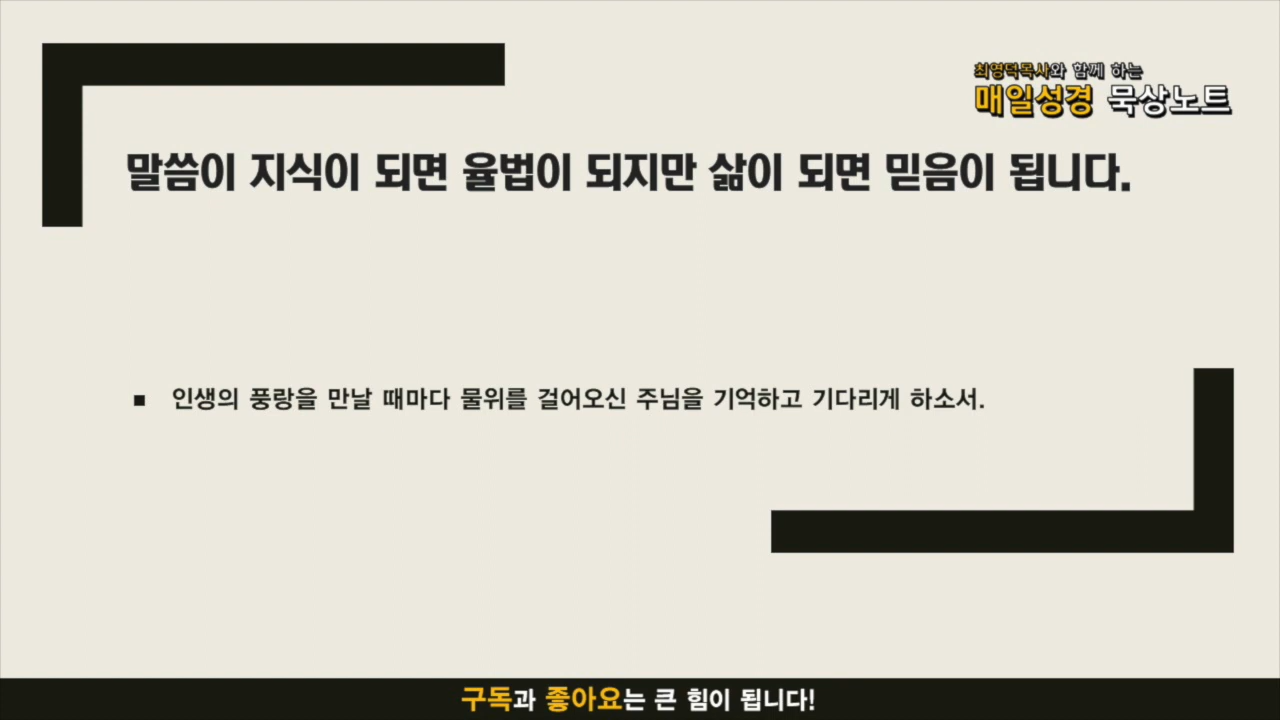 최영덕목사와 함께 하는
매일성경 묵상노트
말씀이 지식이 되면 율법이 되지만 삶이 되면 믿음이 됩니다.
■ 인생의 풍랑을 만날 때마다 물위를 걸어오신 주님을 기억하고 기다리게 하소서.
구독과 좋아요는 큰 힘이 됩니다!